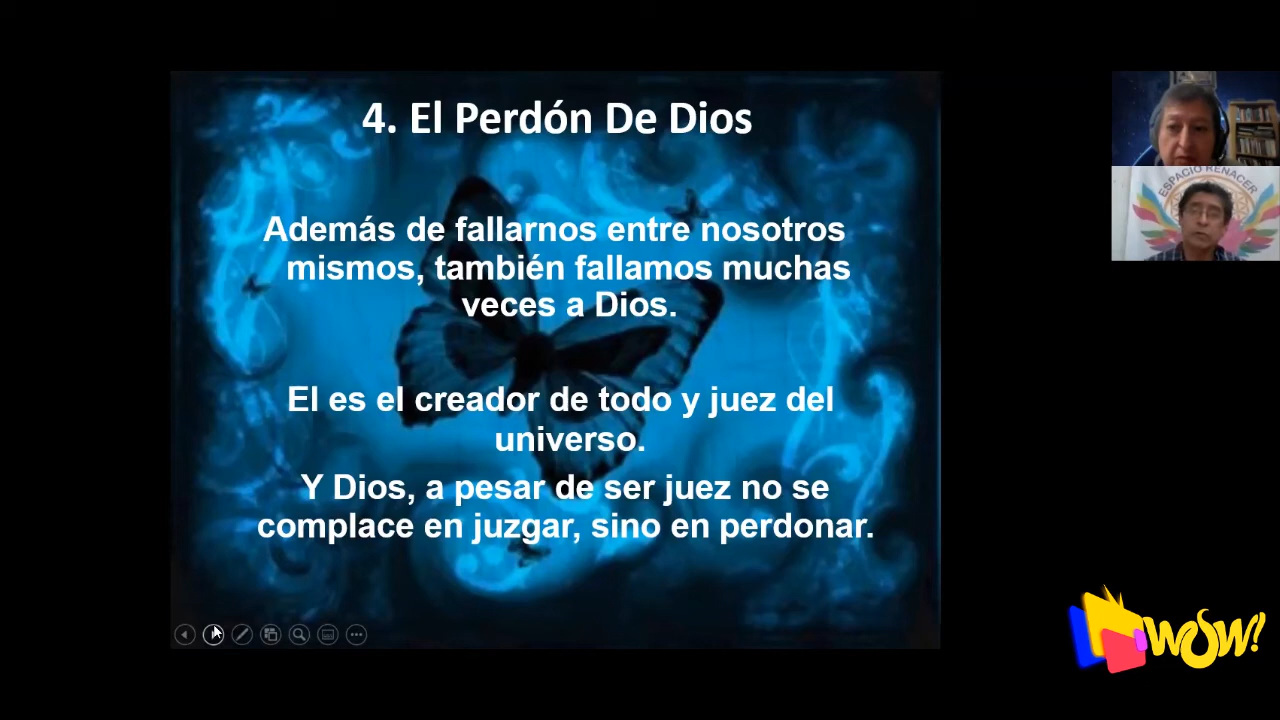 4. El Perdón De Dios
Además de fallarnos entre nosotros
mismos, también fallamos muchas
veces a Dios.
El es el creador de todo y juez del
universo.
Y Dios, a pesar de ser juez no se
complace en juzgar, sino en perdonar.
ESPACIO RENACER
WOW!